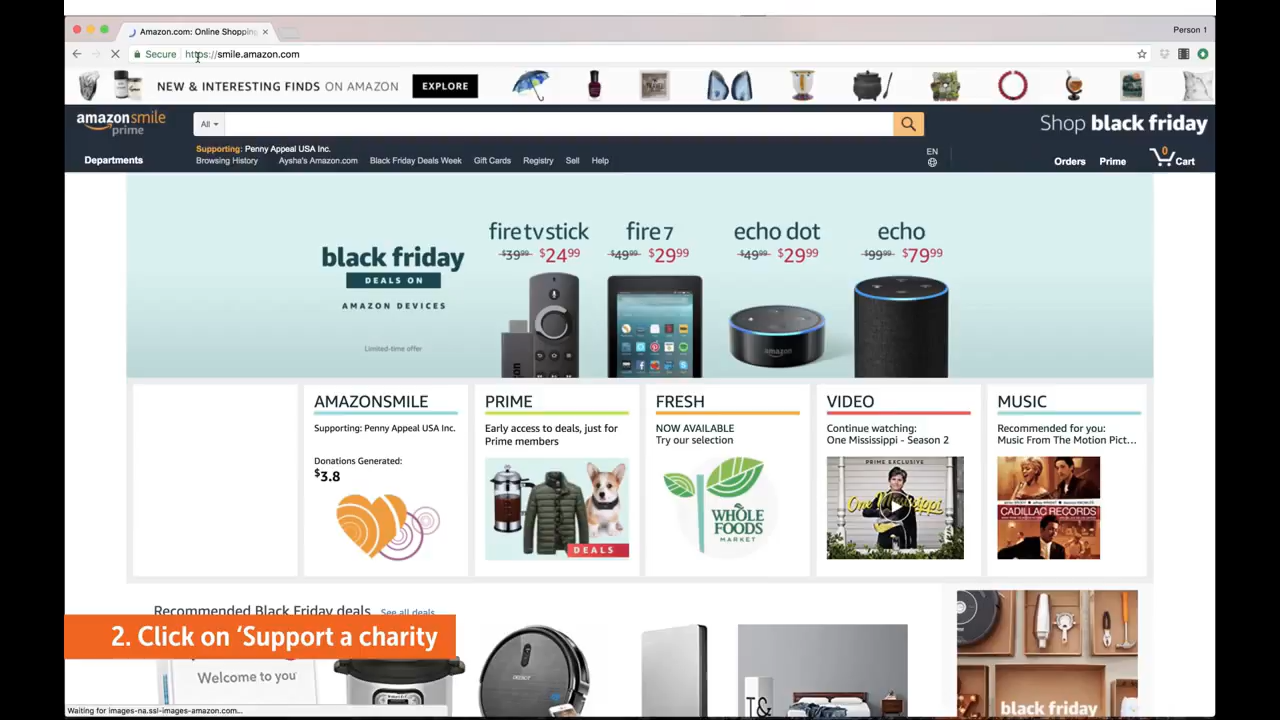 Amazon.com: Online Shopping
Person 1
Secure
https://smile.amazon.com
NEW & INTERESTING FINDS ON AMAZON
EXPLORE
amazonsmile
prime
All
Shop black friday
Supporting: Penny Appeal USA Inc.
Departments
Browsing History
Aysha's Amazon.com
Black Friday Deals Week
Gift Cards
Registry
Sell
Help
EN
Orders
Prime
0
Cart
black friday
DEALS ON
AMAZON DEVICES
Limited-time offer
fire tv stick
$39.99 $24.99
fire 7
$49.99 $29.99
echo dot
$49.99 $29.99
echo
$99.99 $79.99
amazon
AMAZONSMILE
Supporting: Penny Appeal USA Inc.
Donations Generated:
$3.8
PRIME
Early access to deals, just for
Prime members
DEALS
FRESH
NOW AVAILABLE
Try our selection
WHOLE
FOODS
MARKET
VIDEO
Continue watching:
One Mississippi - Season 2
PRIME EXCLUSIVE
One Mississippi
MUSIC
Recommended for you:
Music From The Motion Pict...
CADILLAC RECORDS
Recommended Black Friday deals
See all deals
2. Click on ‘Support a charity
Welcome to you
T&
black friday
Waiting for images-na.ssl-images-amazon.com...